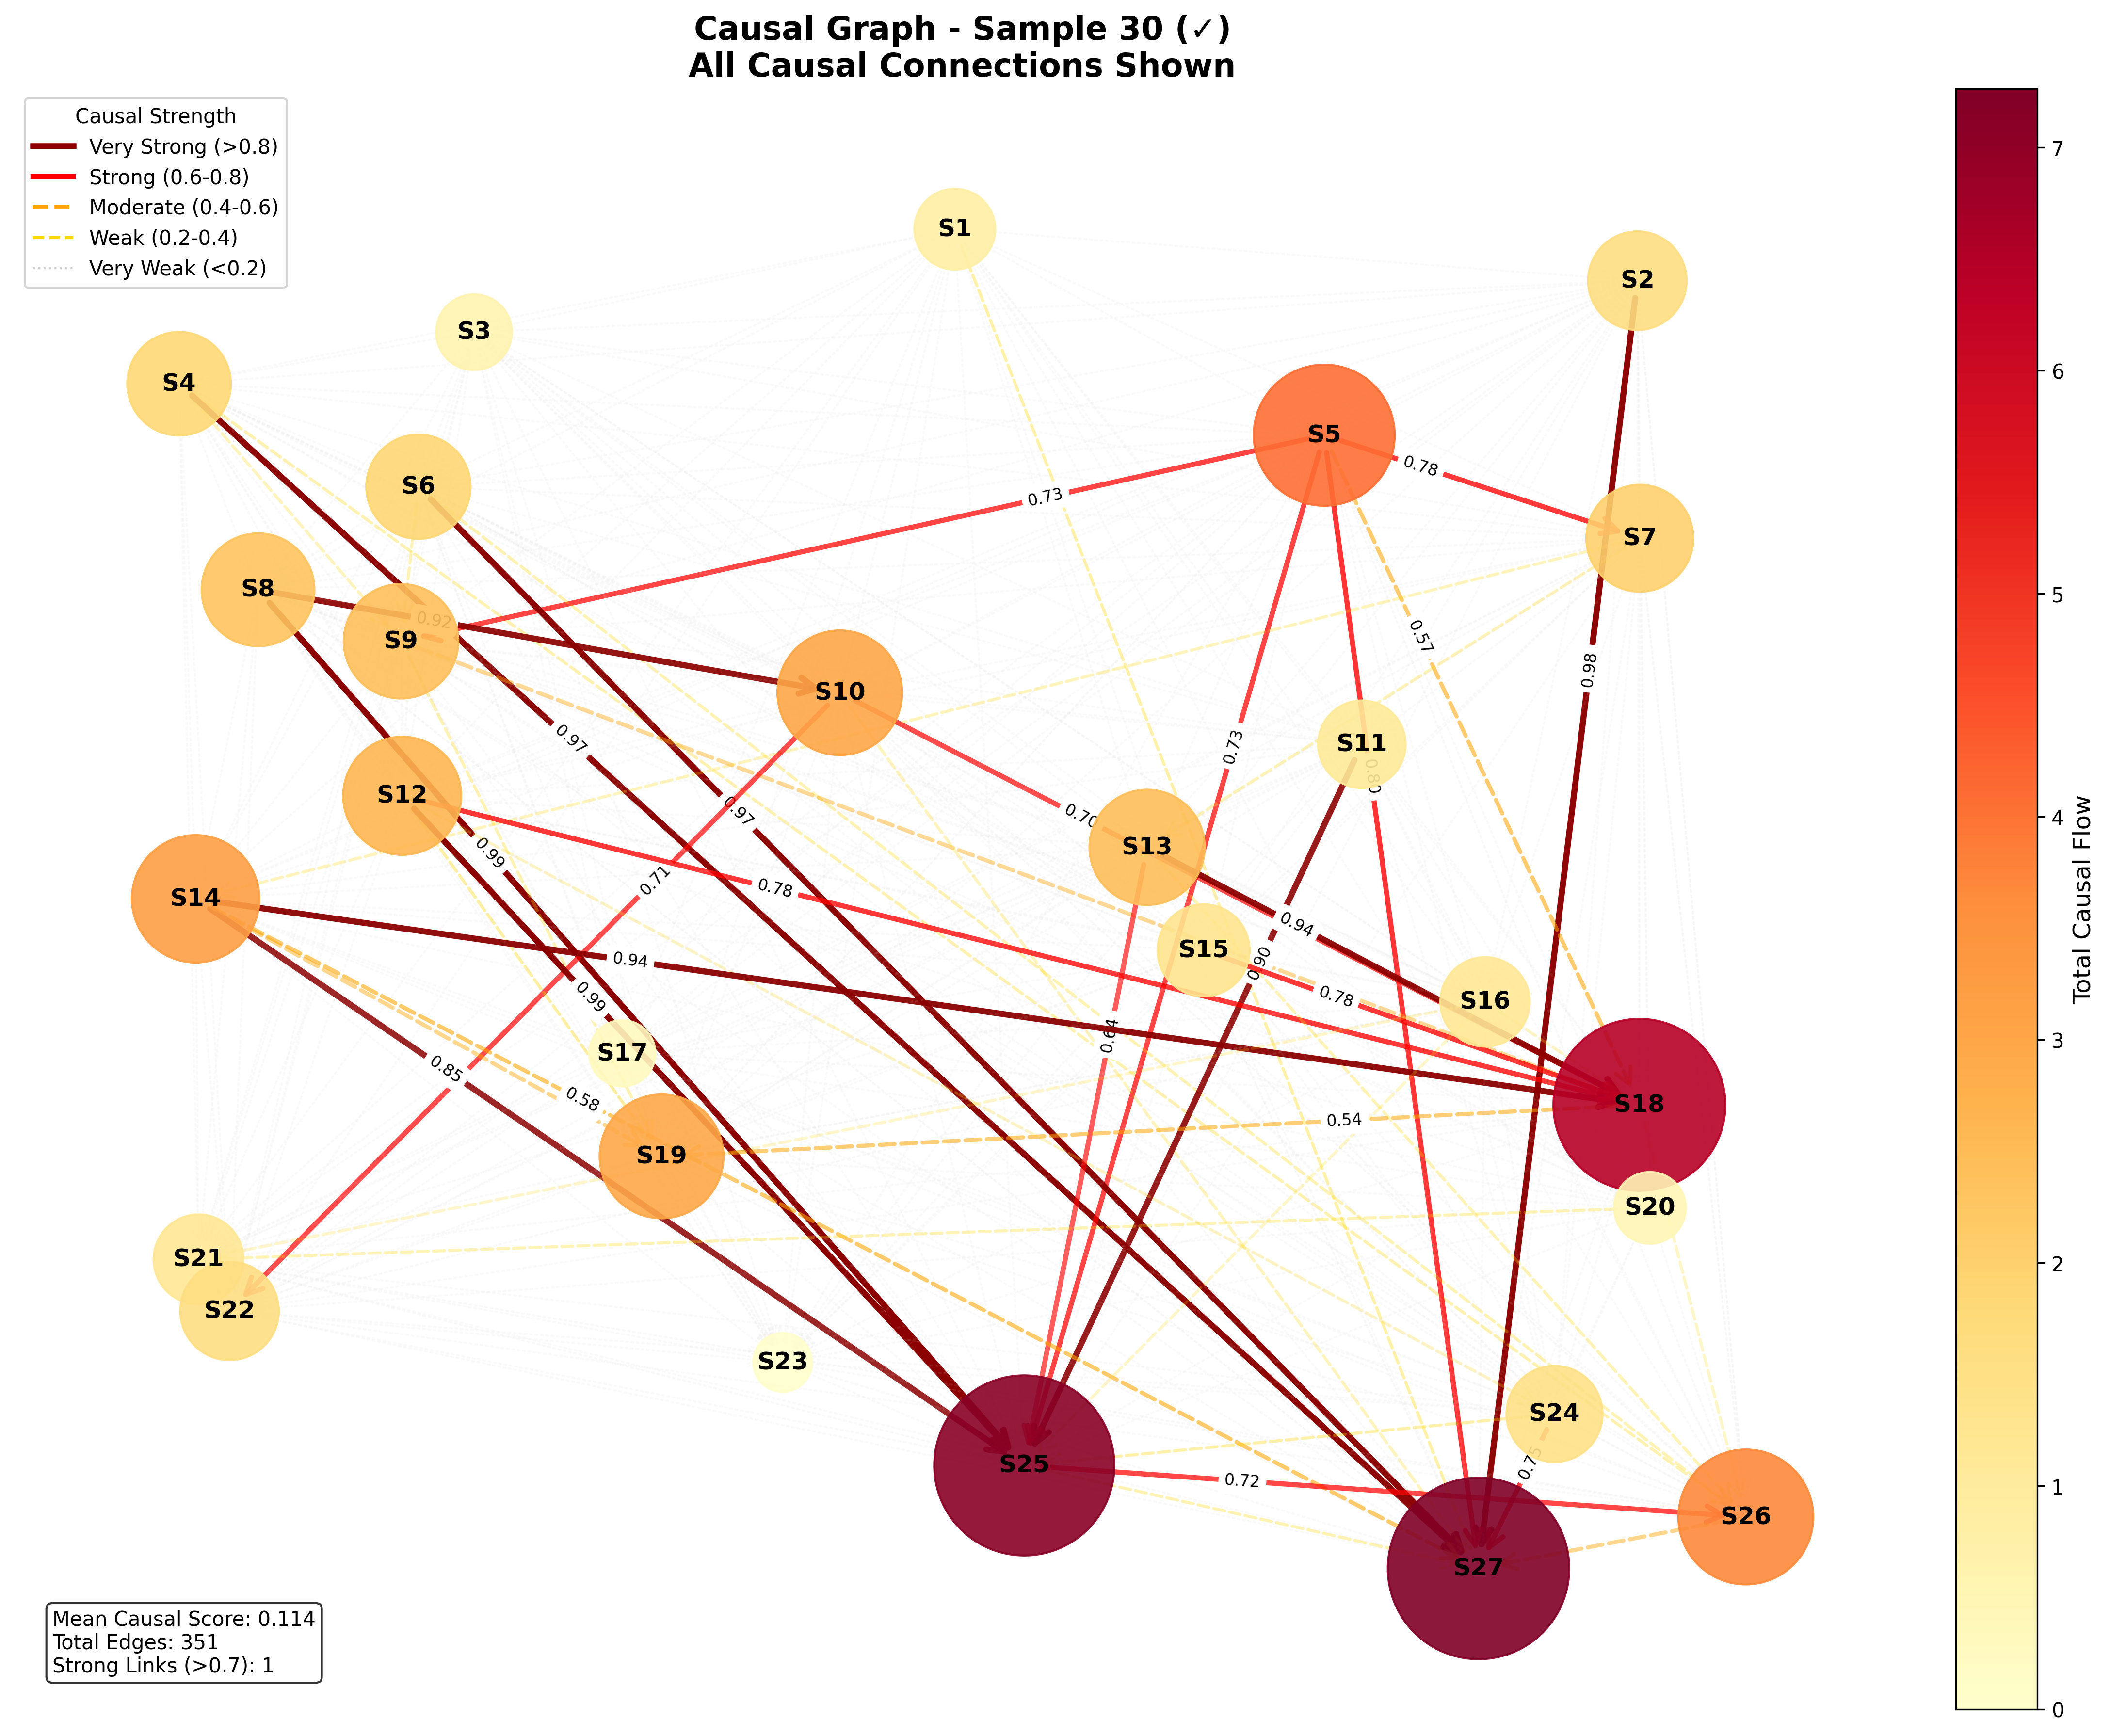 Causal Graph - Sample 30 (✓)
All Causal Connections Shown
Causal Strength
Very Strong (>0.8)
Strong (0.6-0.8)
Moderate (0.4-0.6)
Weak (0.2-0.4)
Very Weak (<0.2)
S1
S2
S3
S4
S5
0.78
S6
0.73
S7
S8
0.92
S9
0.57
0.98
S10
0.97
0.73
S11
0.80
S12
0.97
0.70
S13
0.99
0.71
0.78
S14
0.94
0.94
S15
0.90
0.78
S16
0.99
0.64
S17
0.85
0.58
S18
0.54
S19
S20
S21
S22
S23
S24
S25
0.72
0.75
S26
S27
Mean Causal Score: 0.114
Total Edges: 351
Strong Links (>0.7): 1
7
6
5
4
3
2
1
0
Total Causal Flow